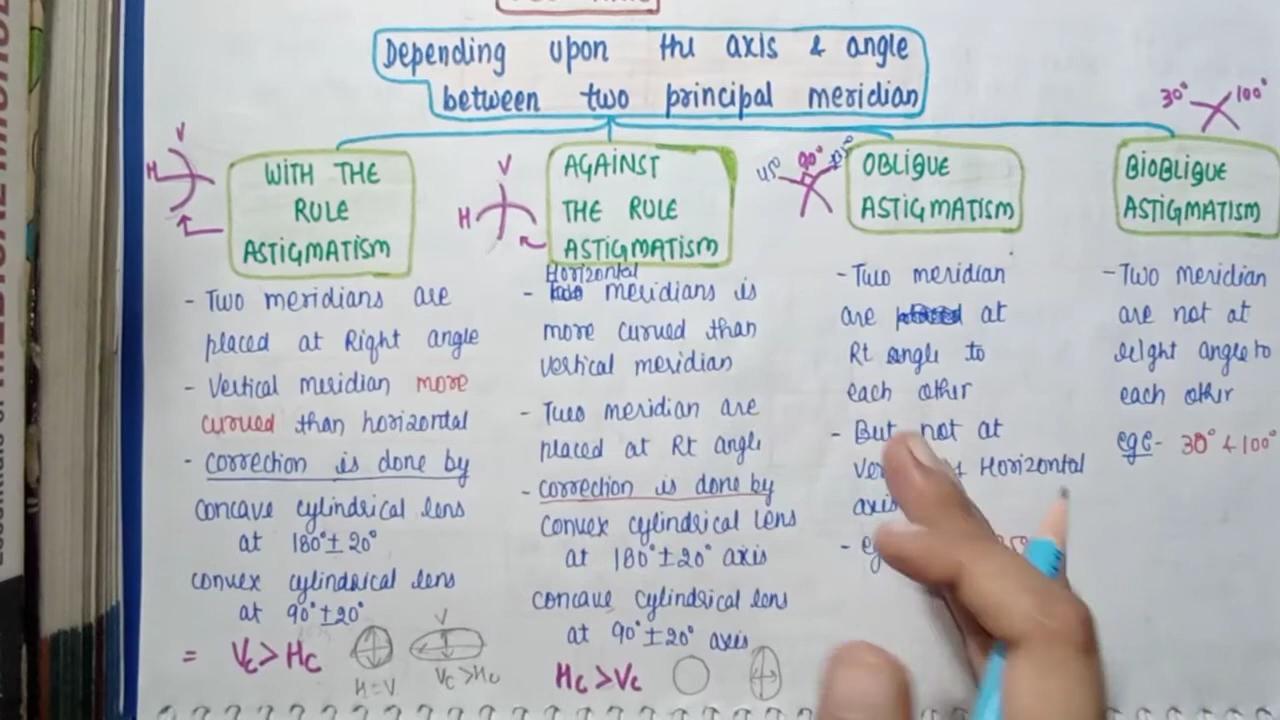 Depending upon the axis & angle
between two principal meridian
V
H
WITH THE
RULE
ASTIGMATISM
- Two meridians are
placed at Right angle
- Vertical meridian more
curved than horizontal
- correction is done by
concave cylindrical lens
at 180°±20°
convex cylindrical lens
at 90°±20°
= Vc>Hc
H=V
V
Vc>Hc
V
H
AGAINST
THE RULE
ASTIGMATISM
Horizontal
- meridians is
more curved than
vertical meridian
- Two meridian are
placed at Rt angle
- correction is done by
convex cylindrical lens
at 180°±20° axis
concave cylindrical lens
at 90°±20° axis
Hc>Vc
45° 90°
OBLIQUE
ASTIGMATISM
- Two meridian
are at
Rt angle to
each other
- But not at
Horizontal
- eg
30° 100°
BIOBLIQUE
ASTIGMATISM
- Two meridian
are not at
right angle to
each other
eg:- 30° & 100°